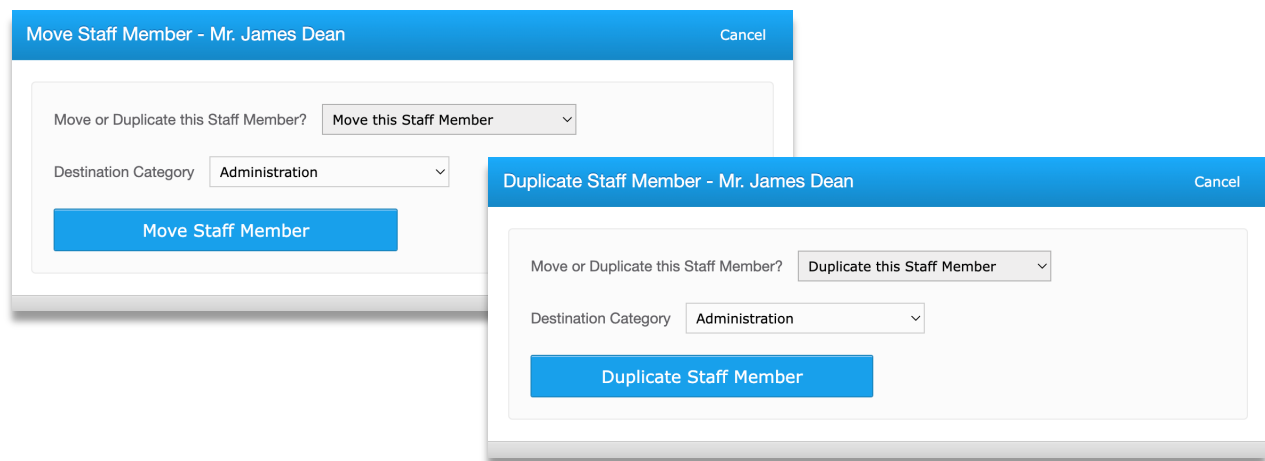 Move Staff Member - Mr. James Dean
Cancel
Move or Duplicate this Staff Member? Move this Staff Member
Destination Category Administration
Move Staff Member
Duplicate Staff Member - Mr. James Dean
Cancel
Move or Duplicate this Staff Member? Duplicate this Staff Member
Destination Category Administration
Duplicate Staff Member